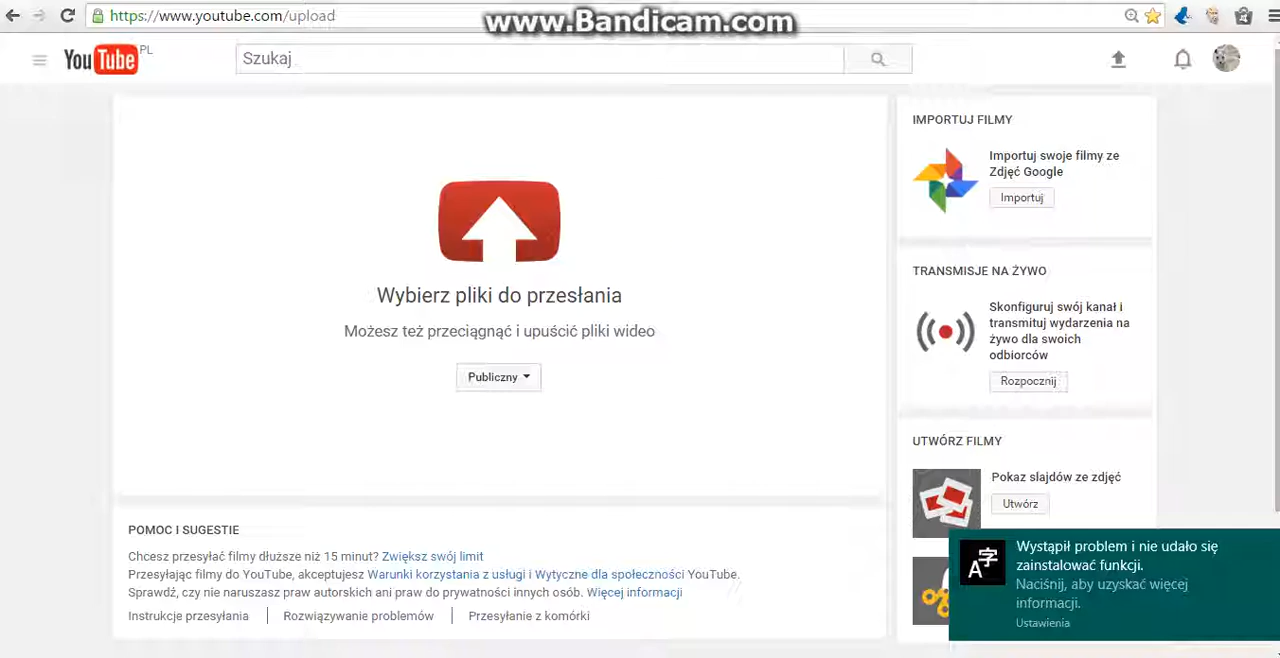 https://www.youtube.com/upload
www.Bandicam.com
YouTube PL
Szukaj
Wybierz pliki do przesłania
Możesz też przeciągnąć i upuścić pliki wideo
Publiczny
POMOC I SUGESTIE
Chcesz przesyłać filmy dłuższe niż 15 minut? Zwiększ swój limit
Przesyłając filmy do YouTube, akceptujesz Warunki korzystania z usługi i Wytyczne dla społeczności YouTube.
Sprawdź, czy nie naruszasz praw autorskich ani praw do prywatności innych osób. Więcej informacji
Instrukcje przesyłania
Rozwiązywanie problemów
Przesyłanie z komórki
IMPORTUJ FILMY
Importuj swoje filmy ze
Zdjęć Google
Importuj
TRANSMISJE NA ŻYWO
Skonfiguruj swój kanał i
transmituj wydarzenia na
żywo dla swoich
odbiorców
Rozpocznij
UTWÓRZ FILMY
Pokaz slajdów ze zdjęć
Utwórz
A字
Wystąpił problem i nie udało się
zainstalować funkcji.
Naciśnij, aby uzyskać więcej
informacji.
Ustawienia